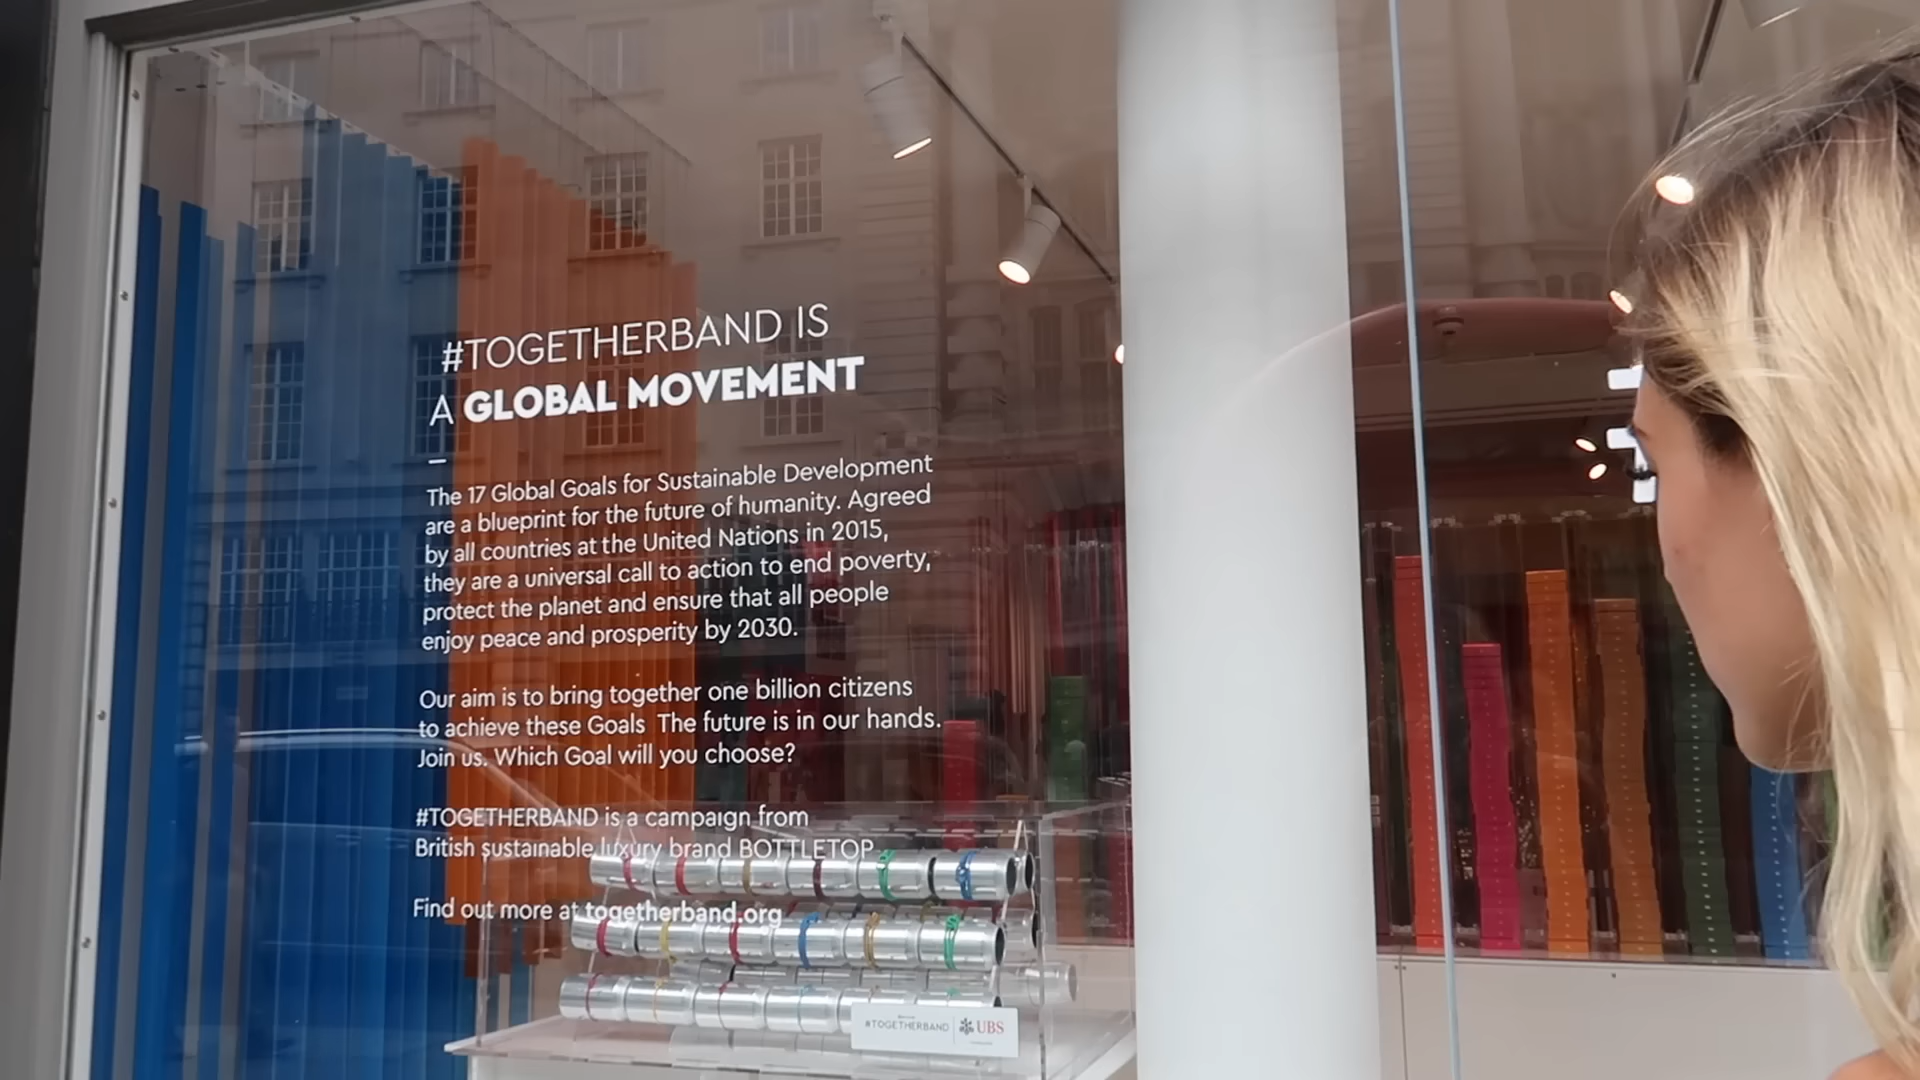 #TOGETHERBAND IS
A GLOBAL MOVEMENT
–
The 17 Global Goals for Sustainable Development
are a blueprint for the future of humanity. Agreed
by all countries at the United Nations in 2015,
they are a universal call to action to end poverty,
protect the planet and ensure that all people
enjoy peace and prosperity by 2030.
Our aim is to bring together one billion citizens
to achieve these Goals The future is in our hands.
Join us. Which Goal will you choose?
#TOGETHERBAND is a campaign from
British sustainable luxury brand BOTTLETOP
Find out more at togetherband.org
#TOGETHERBAND
UBS